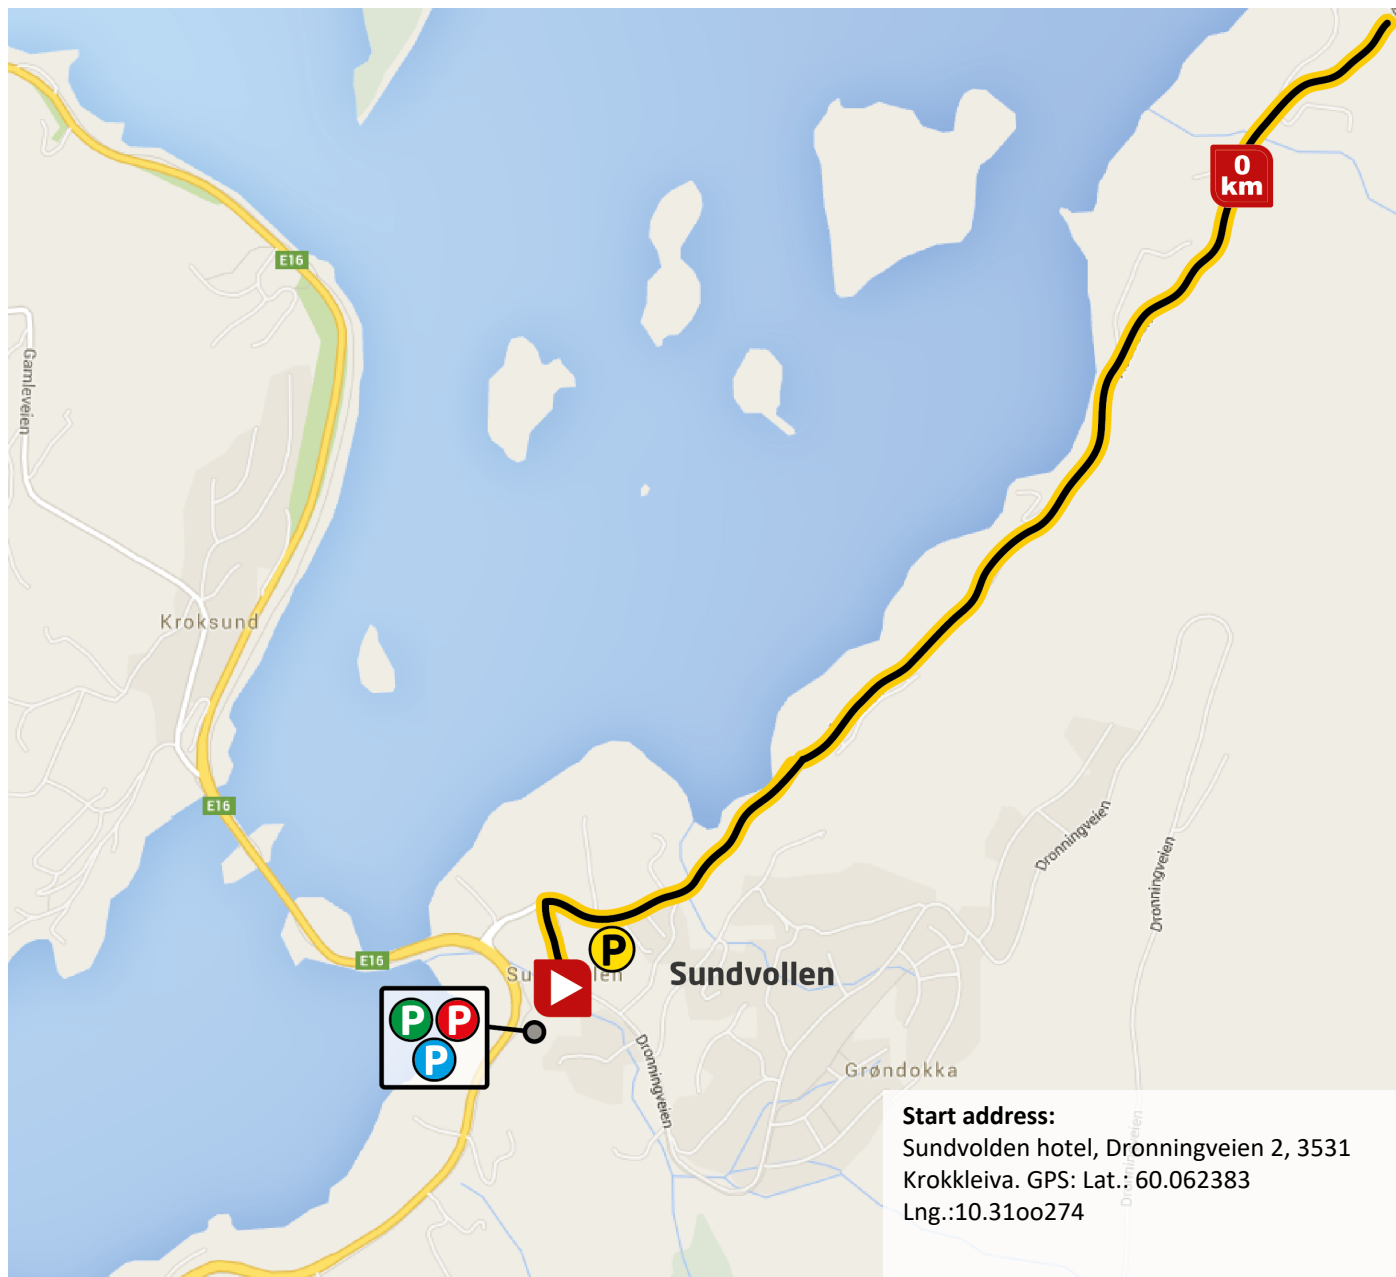 0
km
E16
Gamleveien
Kroksund
E16
Dronningveien
Dronningveien
E16
P
Sundvollen
P P
P
Dronningveien
Grøndokka
Start address:
Sundvolden hotel, Dronningveien 2, 3531
Krokkleiva. GPS: Lat.: 60.062383
Lng.:10.31oo274
Dronningveien